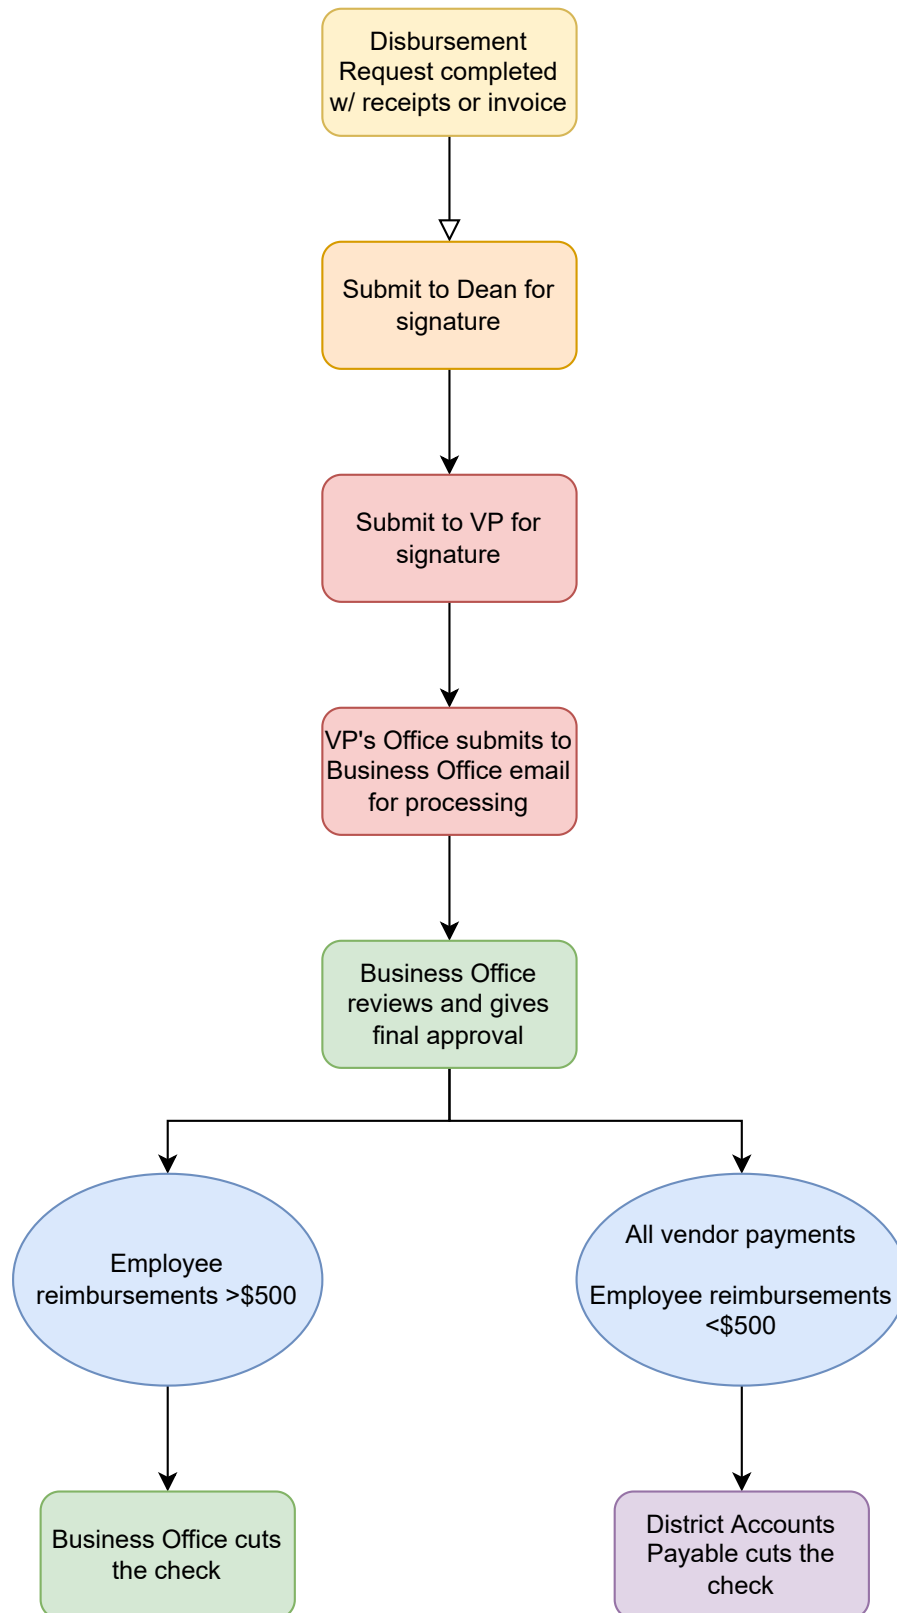 Disbursement
Request completed
w/ receipts or invoice
Submit to Dean for
signature
Submit to VP for
signature
VP's Office submits to
Business Office email
for processing
Business Office
reviews and gives
final approval
Employee
reimbursements >$500
All vendor payments
Employee reimbursements
<$500
Business Office cuts
the check
District Accounts
Payable cuts the
check